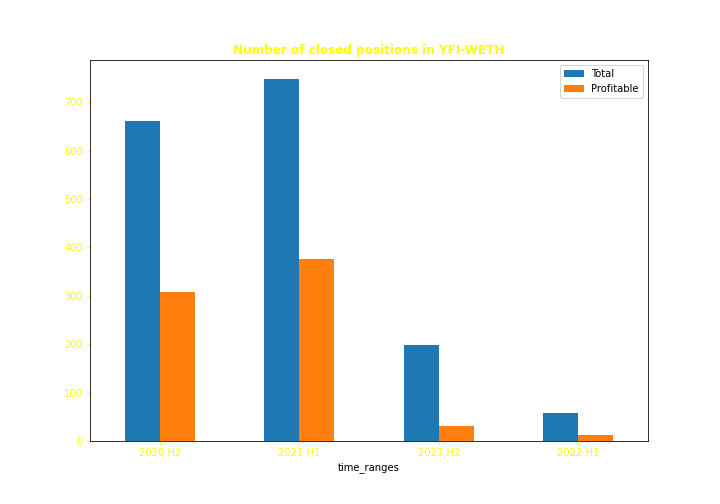 Number of closed positions in YFI-WETH
Total
Profitable
700
600
500
400
300
200
100
0
2020 H2
2021 H1
2021 H2
2022 H1
time_ranges